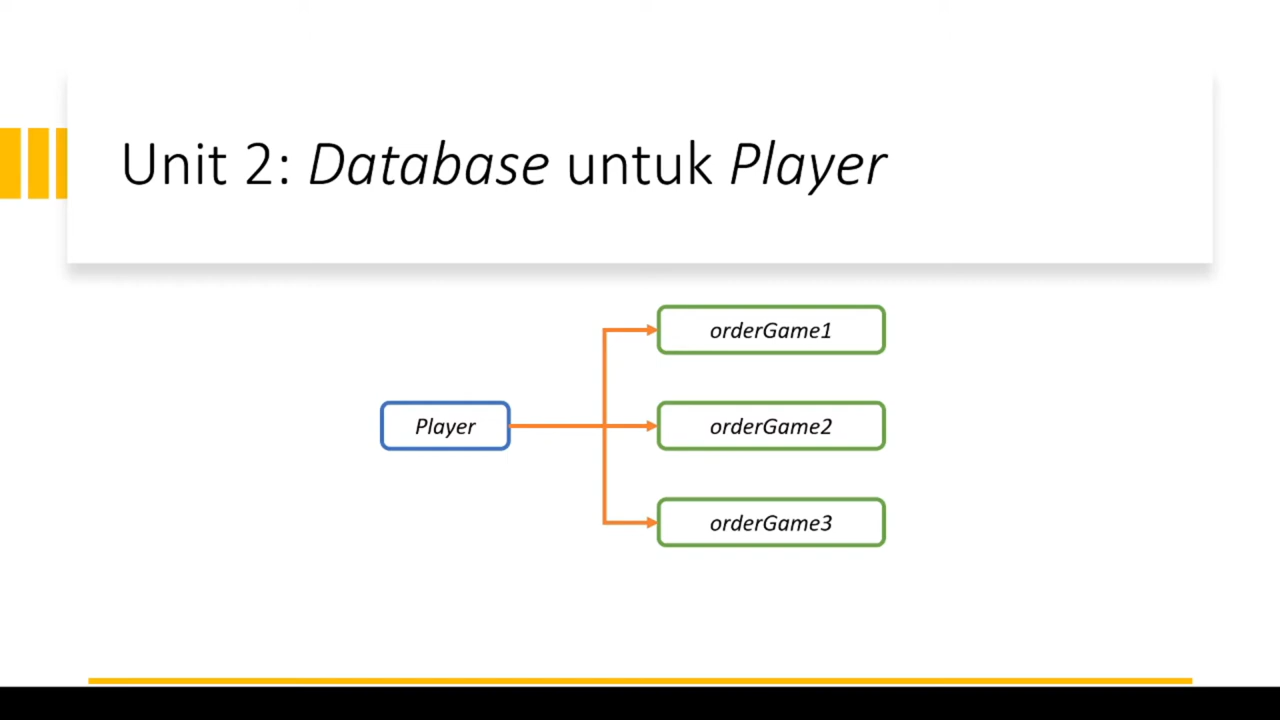 Unit 2: Database untuk Player
orderGame1
Player
orderGame2
orderGame3